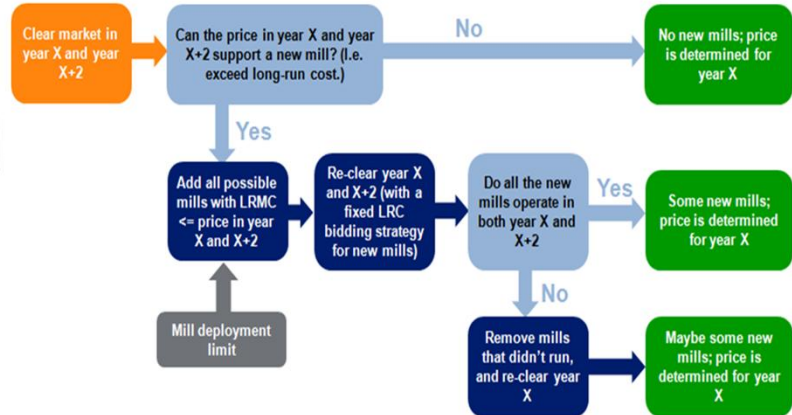 Clear market in
year X and year
X+2
Can the price in year X and year
X+2 support a new mill? (I.e.
exceed long-run cost.)
No
No new mills; price
is determined for
year X
Yes
Add all possible
mills with LRMC
<= price in year
X and X+2
Re-clear year X
and X+2 (with a
fixed LRC
bidding strategy
for new mills)
Do all the new
mills operate in
both year X and
X+2
Yes
Some new mills;
price is determined
for year X
No
Mill deployment
limit
Remove mills
that didn't run,
and re-clear year
X
Maybe some new
mills; price is
determined for year
X